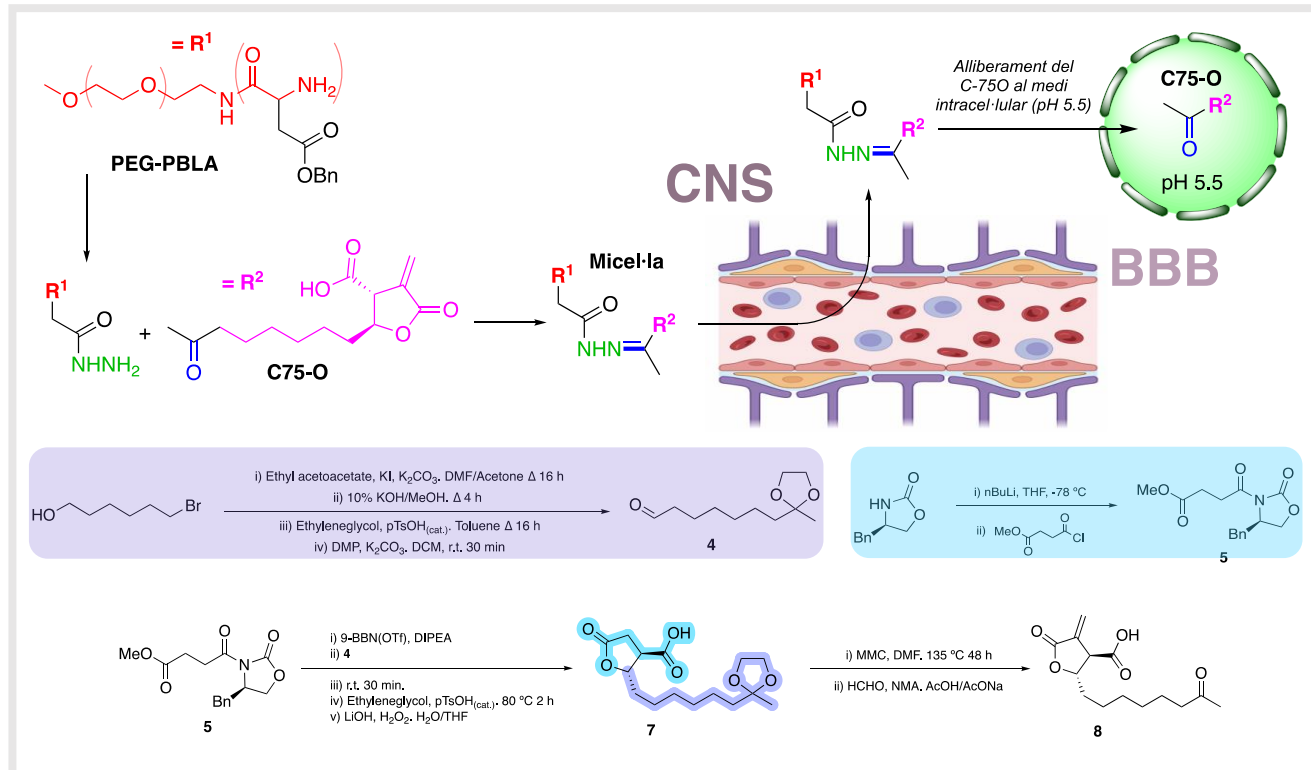 = R1
O
NH2
O
O
N
H
O
OBn
PEG-PBLA
R1
O
NHNH2
+
= R2
O
HO
O
O
O
C75-O
Micel·la
R1
O
NHN
R2
CNS
BBB
R1
O
NHN
R2
Alliberament del
C-75O al medi
intracel·lular (pH 5.5)
C75-O
R2
O
pH 5.5
HO
Br
i) Ethyl acetoacetate, KI, K2CO3. DMF/Acetone Δ 16 h
ii) 10% KOH/MeOH. Δ 4 h
iii) Ethyleneglycol, pTsOH(cat.). Toluene Δ 16 h
iv) DMP, K2CO3. DCM, r.t. 30 min
O
O
O
4
HN
O
O
Bn
i) nBuLi, THF, -78 ºC
ii)
MeO
O
O
Cl
MeO
O
O
O
N
O
Bn
5
MeO
O
O
O
N
O
Bn
5
i) 9-BBN(OTf), DIPEA
ii) 4
iii) r.t. 30 min.
iv) Ethyleneglycol, pTsOH(cat.). 80 ºC 2 h
v) LiOH, H2O2. H2O/THF
O
OH
O
O
O
O
7
i) MMC, DMF. 135 ºC 48 h
ii) HCHO, NMA. AcOH/AcONa
O
OH
O
O
O
8